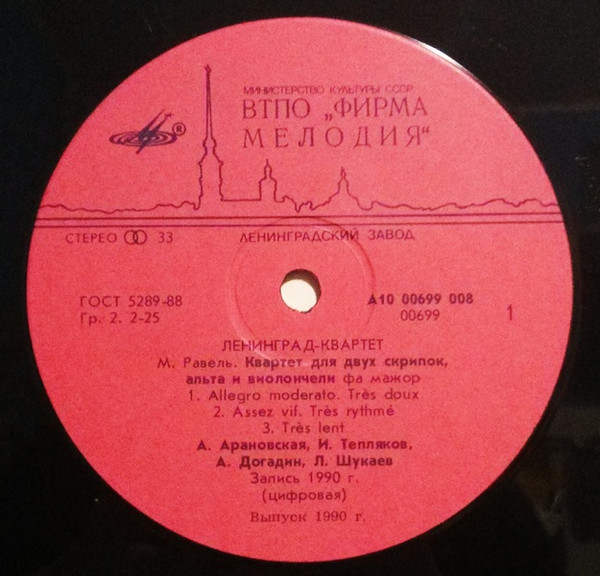 МИНИСТЕРСТВО КУЛЬТУРЫ СССР
ВТПО „ФИРМА
МЕЛОДИЯ“
®
СТЕРЕО 33
ЛЕНИНГРАДСКИЙ ЗАВОД
ГОСТ 5289-88
Гр. 2. 2-25
А10 00699 008
00699
1
ЛЕНИНГРАД-КВАРТЕТ
М. Равель. Квартет для двух скрипок,
альта и виолончели фа мажор
1. Allegro moderato. Très doux
2. Assez vif. Très rythmé
3. Très lent
А. Арановская, И. Тепляков,
А. Догадин, Л. Шукаев
Запись 1990 г.
(цифровая)
Выпуск 1990 г.